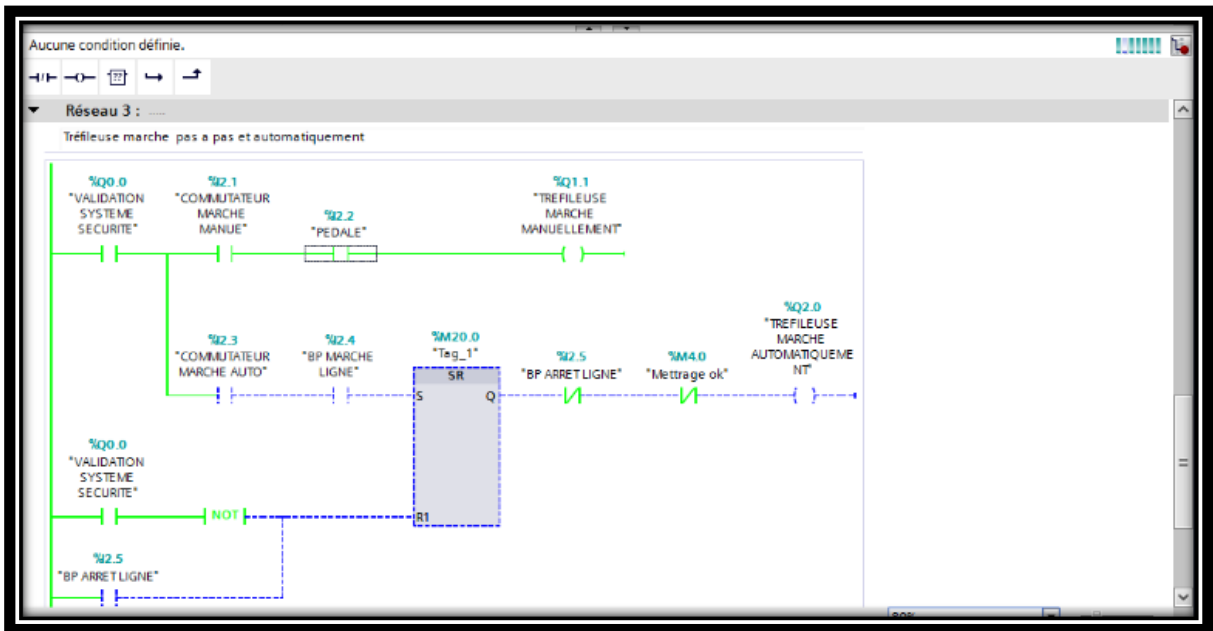 Aucune condition définie.
??
Réseau 3 : .....
Tréfileuse marche pas a pas et automatiquement
%Q0.0
"VALIDATION
SYSTEME
SECURITE"
%I2.1
"COMMUTATEUR
MARCHE
MANUE"
%I2.2
"PEDALE"
%Q1.1
"TREFILEUSE
MARCHE
MANUELLEMENT"
%I2.3
"COMMUTATEUR
MARCHE AUTO"
%I2.4
"BP MARCHE
LIGNE"
%M20.0
"Tag_1"
SR
S
Q
R1
%I2.5
"BP ARRET LIGNE"
%M4.0
"Mettrage ok"
%Q2.0
"TREFILEUSE
MARCHE
AUTOMATIQUEME
NT"
%Q0.0
"VALIDATION
SYSTEME
SECURITE"
NOT
%I2.5
"BP ARRET LIGNE"